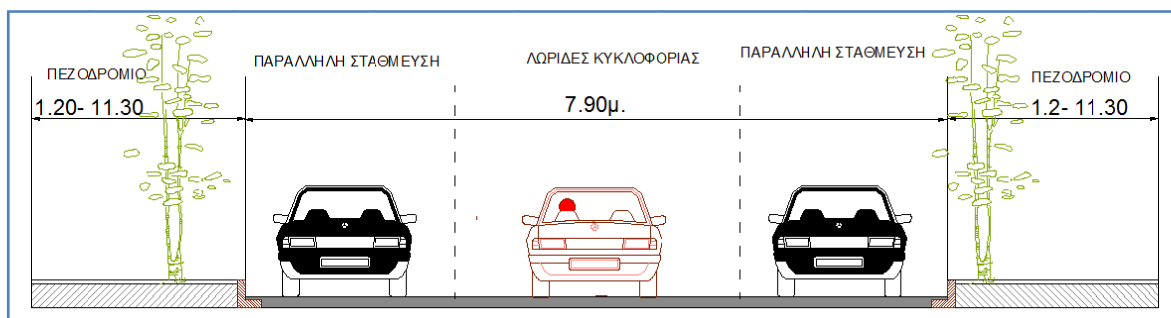 ΠΕΖΟΔΡΟΜΙΟ
1.20- 11.30
ΠΑΡΑΛΛΗΛΗ ΣΤΑΘΜΕΥΣΗ
ΛΩΡΙΔΕΣ ΚΥΚΛΟΦΟΡΙΑΣ
7.90μ.
ΠΑΡΑΛΛΗΛΗ ΣΤΑΘΜΕΥΣΗ
ΠΕΖΟΔΡΟΜΙΟ
1.2- 11.30